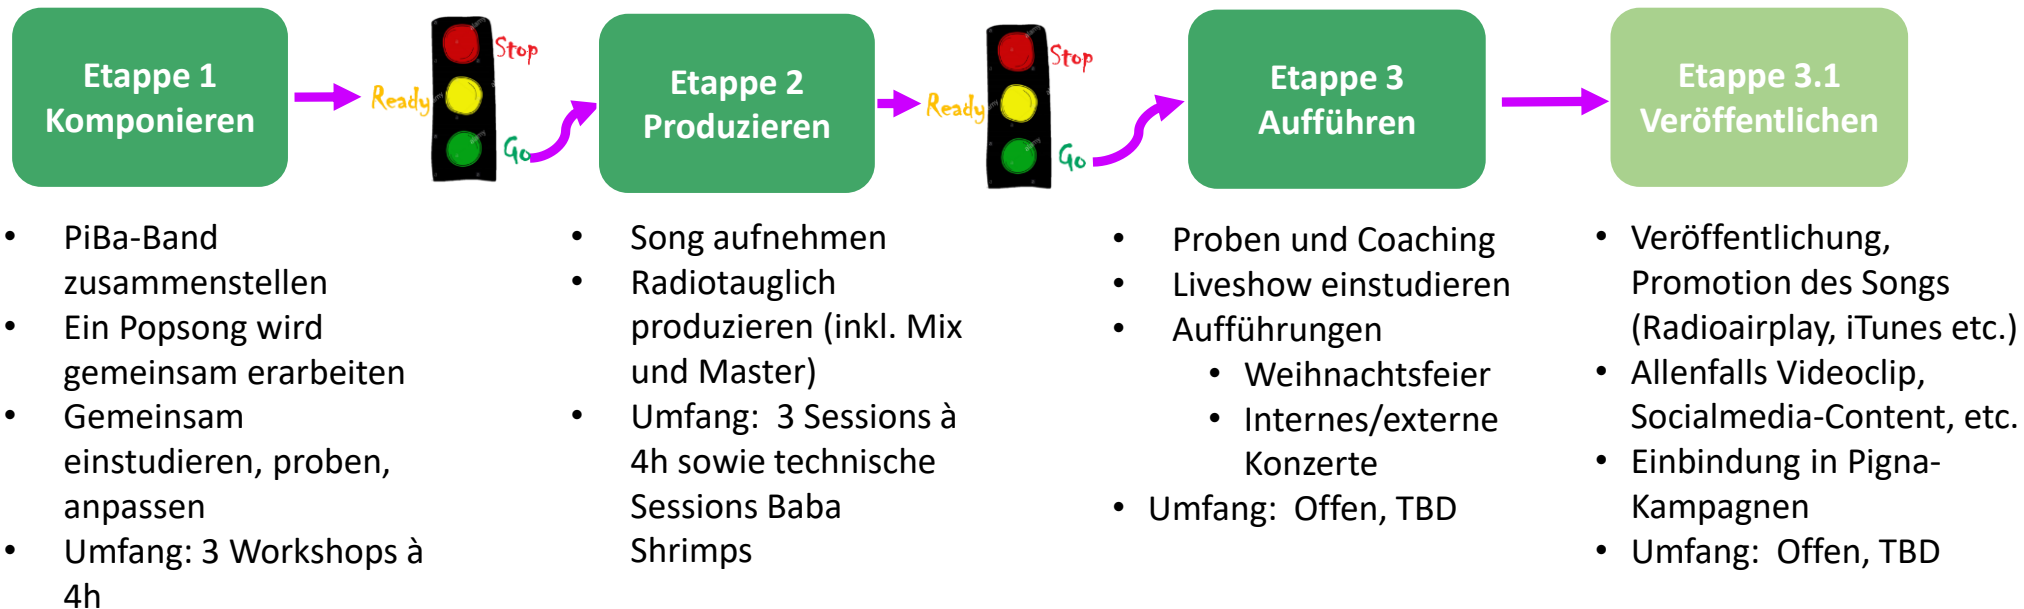 Etappe 1
Komponieren
Stop
Ready
Go
Etappe 2
Produzieren
Stop
Ready
Go
Etappe 3
Aufführen
Etappe 3.1
Veröffentlichen
• PiBa-Band
zusammenstellen
• Ein Popsong wird
gemeinsam erarbeiten
• Gemeinsam
einstudieren, proben,
anpassen
• Umfang: 3 Workshops à
4h
• Song aufnehmen
• Radiotauglich
produzieren (inkl. Mix
und Master)
• Umfang: 3 Sessions à
4h sowie technische
Sessions Baba
Shrimps
• Proben und Coaching
• Liveshow einstudieren
• Aufführungen
• Weihnachtsfeier
• Internes/externe
Konzerte
• Umfang: Offen, TBD
• Veröffentlichung,
Promotion des Songs
(Radioairplay, iTunes etc.)
• Allenfalls Videoclip,
Socialmedia-Content, etc.
• Einbindung in Pigna-
Kampagnen
• Umfang: Offen, TBD